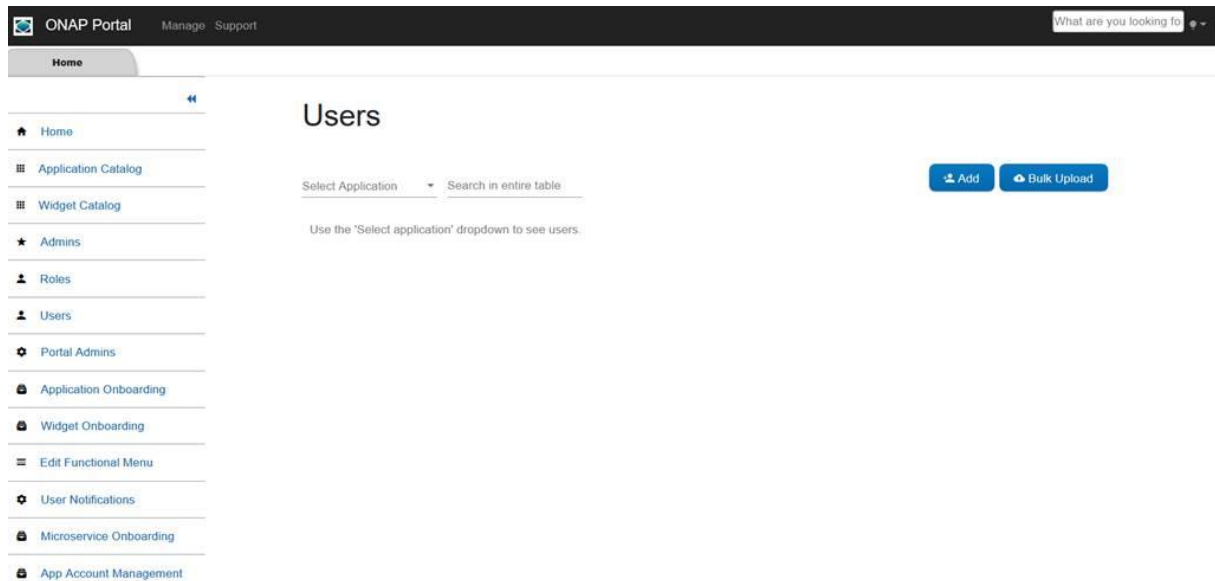 ONAP Portal Manage Support What are you looking fo
Home
Users
Home
Application Catalog
Widget Catalog
Admins
Roles
Users
Portal Admins
Application Onboarding
Widget Onboarding
Edit Functional Menu
User Notifications
Microservice Onboarding
App Account Management
Select Application Search in entire table Add Bulk Upload
Use the 'Select application' dropdown to see users.